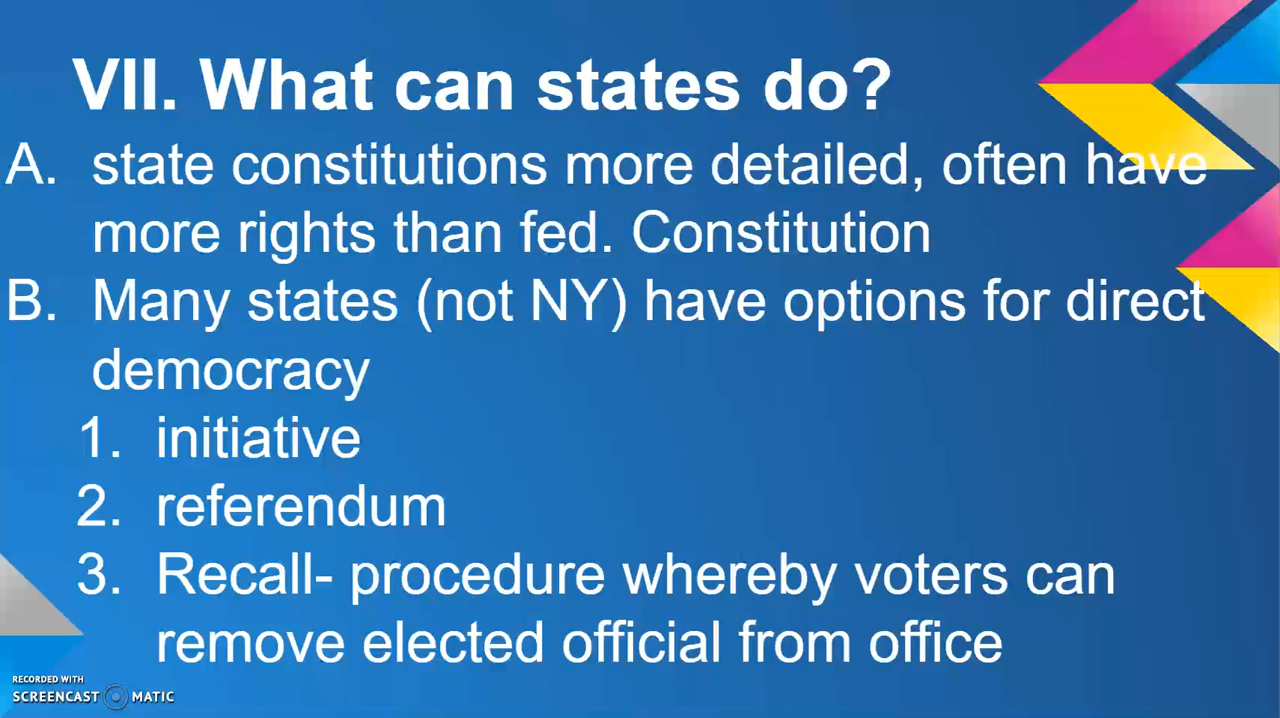 VII. What can states do?
A. state constitutions more detailed, often have
more rights than fed. Constitution
B. Many states (not NY) have options for direct
democracy
1. initiative
2. referendum
3. Recall- procedure whereby voters can
remove elected official from office
RECORDED WITH
SCREENCAST MATIC